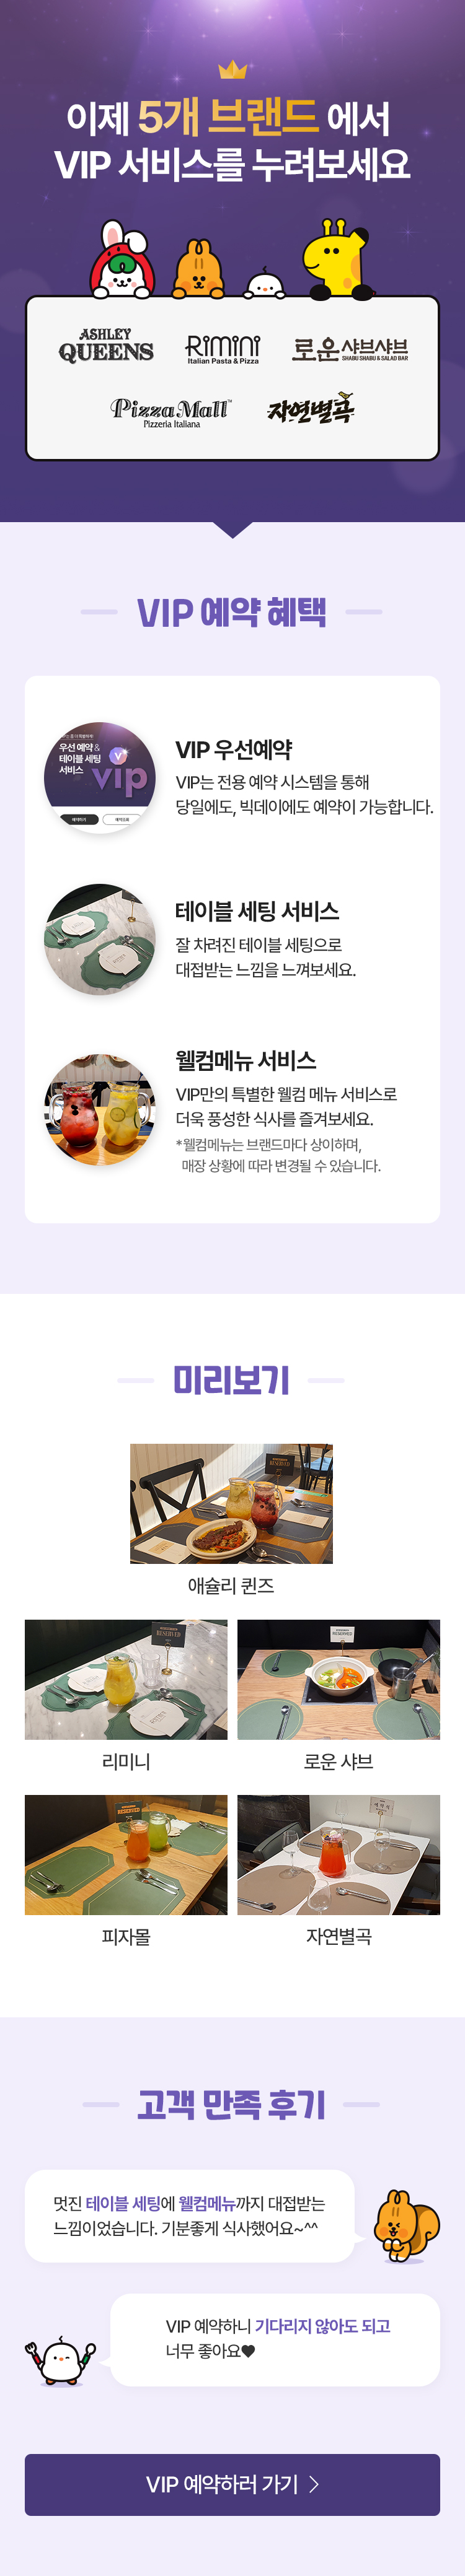 이제 5개 브랜드 에서
VIP 서비스를 누려보세요
ASHLEY
QUEENS
RiMiNi
Italian Pasta & Pizza
로운 샤브샤브
SHABU SHABU & SALAD BAR
Pizza Mall™
Pizzeria Italiana
자연별곡
VIP 예약 혜택
우선 예약 &
테이블 세팅
서비스
vip
VIP 우선예약
VIP는 전용 예약 시스템을 통해
당일에도, 빅데이에도 예약이 가능합니다.
테이블 세팅 서비스
잘 차려진 테이블 세팅으로
대접받는 느낌을 느껴보세요.
웰컴메뉴 서비스
VIP만의 특별한 웰컴 메뉴 서비스로
더욱 풍성한 식사를 즐겨보세요.
*웰컴메뉴는 브랜드마다 상이하며,
매장 상황에 따라 변경될 수 있습니다.
미리보기
RESERVED
애슐리 퀸즈
RESERVED
RESERVED
리미니
로운 샤브
피자몰
자연별곡
고객 만족 후기
멋진 테이블 세팅에 웰컴메뉴까지 대접받는
느낌이었습니다. 기분좋게 식사했어요~^^
VIP 예약하니 기다리지 않아도 되고
너무 좋아요♥
VIP 예약하러 가기 >